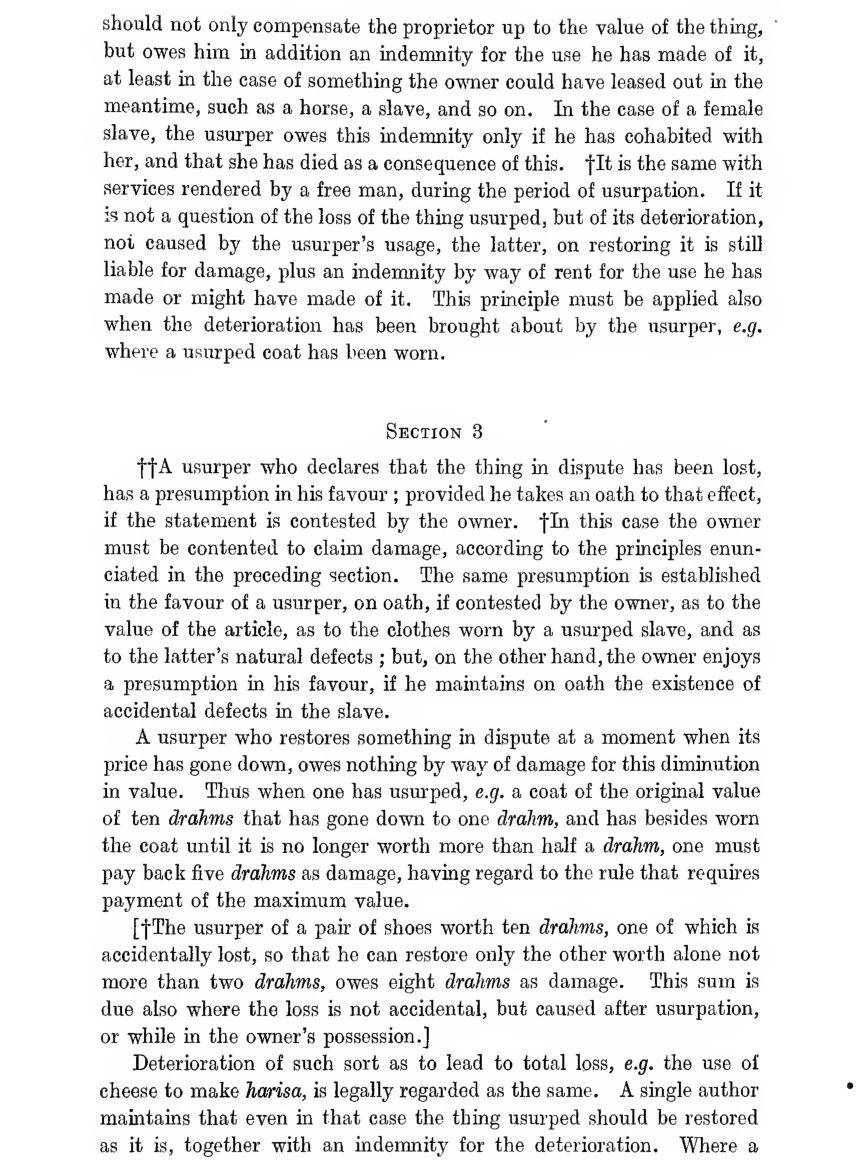 should not only compensate the proprietor up to the value of the thing,
but owes him in addition an indemnity for the use he has made of it,
at least in the case of something the owner could have leased out in the
meantime, such as a horse, a slave, and so on. In the case of a female
slave, the usurper owes this indemnity only if he has cohabited with
her, and that she has died as a consequence of this. †It is the same with
services rendered by a free man, during the period of usurpation. If it
is not a question of the loss of the thing usurped, but of its deterioration,
not caused by the usurper's usage, the latter, on restoring it is still
liable for damage, plus an indemnity by way of rent for the use he has
made or might have made of it. This principle must be applied also
when the deterioration has been brought about by the usurper, e.g.
where a usurped coat has been worn.
SECTION 3
††A usurper who declares that the thing in dispute has been lost,
has a presumption in his favour ; provided he takes an oath to that effect,
if the statement is contested by the owner. †In this case the owner
must be contented to claim damage, according to the principles enun-
ciated in the preceding section. The same presumption is established
in the favour of a usurper, on oath, if contested by the owner, as to the
value of the article, as to the clothes worn by a usurped slave, and as
to the latter's natural defects ; but, on the other hand, the owner enjoys
a presumption in his favour, if he maintains on oath the existence of
accidental defects in the slave.
A usurper who restores something in dispute at a moment when its
price has gone down, owes nothing by way of damage for this diminution
in value. Thus when one has usurped, e.g. a coat of the original value
of ten drahms that has gone down to one drahm, and has besides worn
the coat until it is no longer worth more than half a drahm, one must
pay back five drahms as damage, having regard to the rule that requires
payment of the maximum value.
[†The usurper of a pair of shoes worth ten drahms, one of which is
accidentally lost, so that he can restore only the other worth alone not
more than two drahms, owes eight drahms as damage. This sum is
due also where the loss is not accidental, but caused after usurpation,
or while in the owner's possession.]
Deterioration of such sort as to lead to total loss, e.g. the use of
cheese to make harisa, is legally regarded as the same. A single author
maintains that even in that case the thing usurped should be restored
as it is, together with an indemnity for the deterioration. Where a